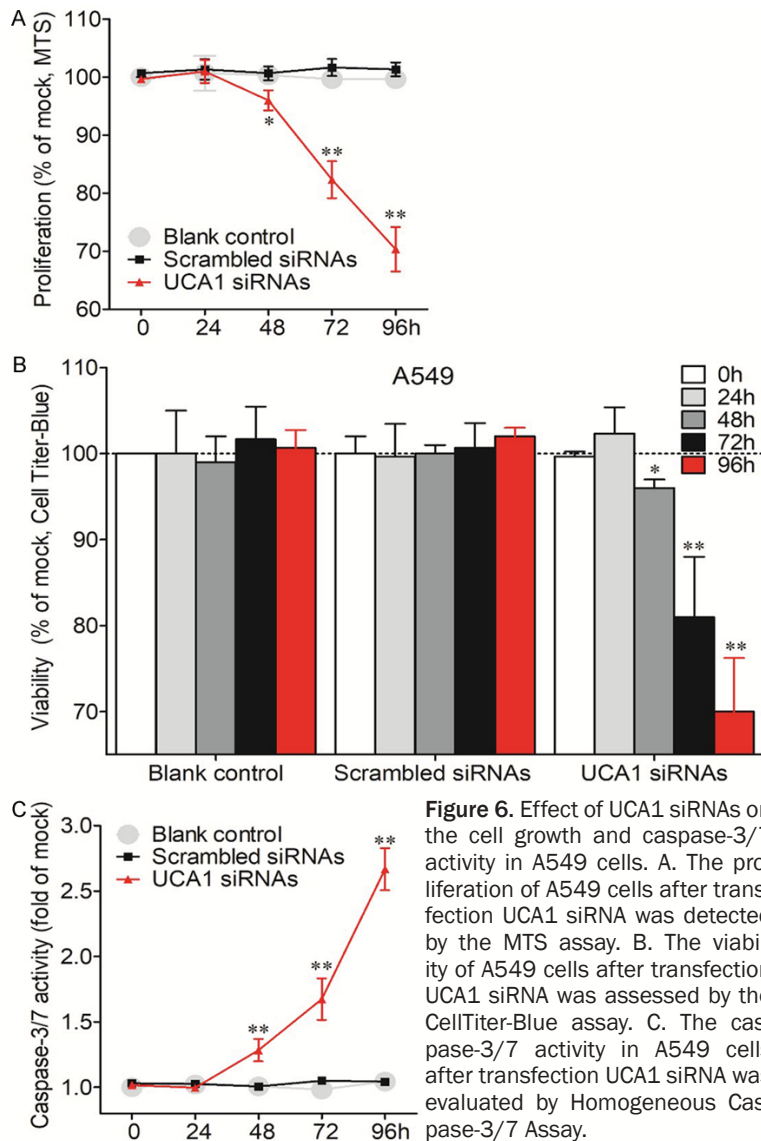 A
Proliferation (% of mock, MTS)
110
100
90
80
70
60
*
**
**
Blank control
Scrambled siRNAs
UCA1 siRNAs
0 24 48 72 96h
B
Viability (% of mock, Cell Titer-Blue)
110
100
90
80
70
A549
0h
24h
48h
72h
96h
*
**
**
Blank control Scrambled siRNAs UCA1 siRNAs
C
Caspase-3/7 activity (fold of mock)
3.0
2.5
2.0
1.5
1.0
Blank control
Scrambled siRNAs
UCA1 siRNAs
**
**
**
0 24 48 72 96h
Figure 6. Effect of UCA1 siRNAs on
the cell growth and caspase-3/7
activity in A549 cells. A. The pro
liferation of A549 cells after trans
fection UCA1 siRNA was detected
by the MTS assay. B. The viabil
ity of A549 cells after transfection
UCA1 siRNA was assessed by the
CellTiter-Blue assay. C. The cas
pase-3/7 activity in A549 cells
after transfection UCA1 siRNA was
evaluated by Homogeneous Cas
pase-3/7 Assay.